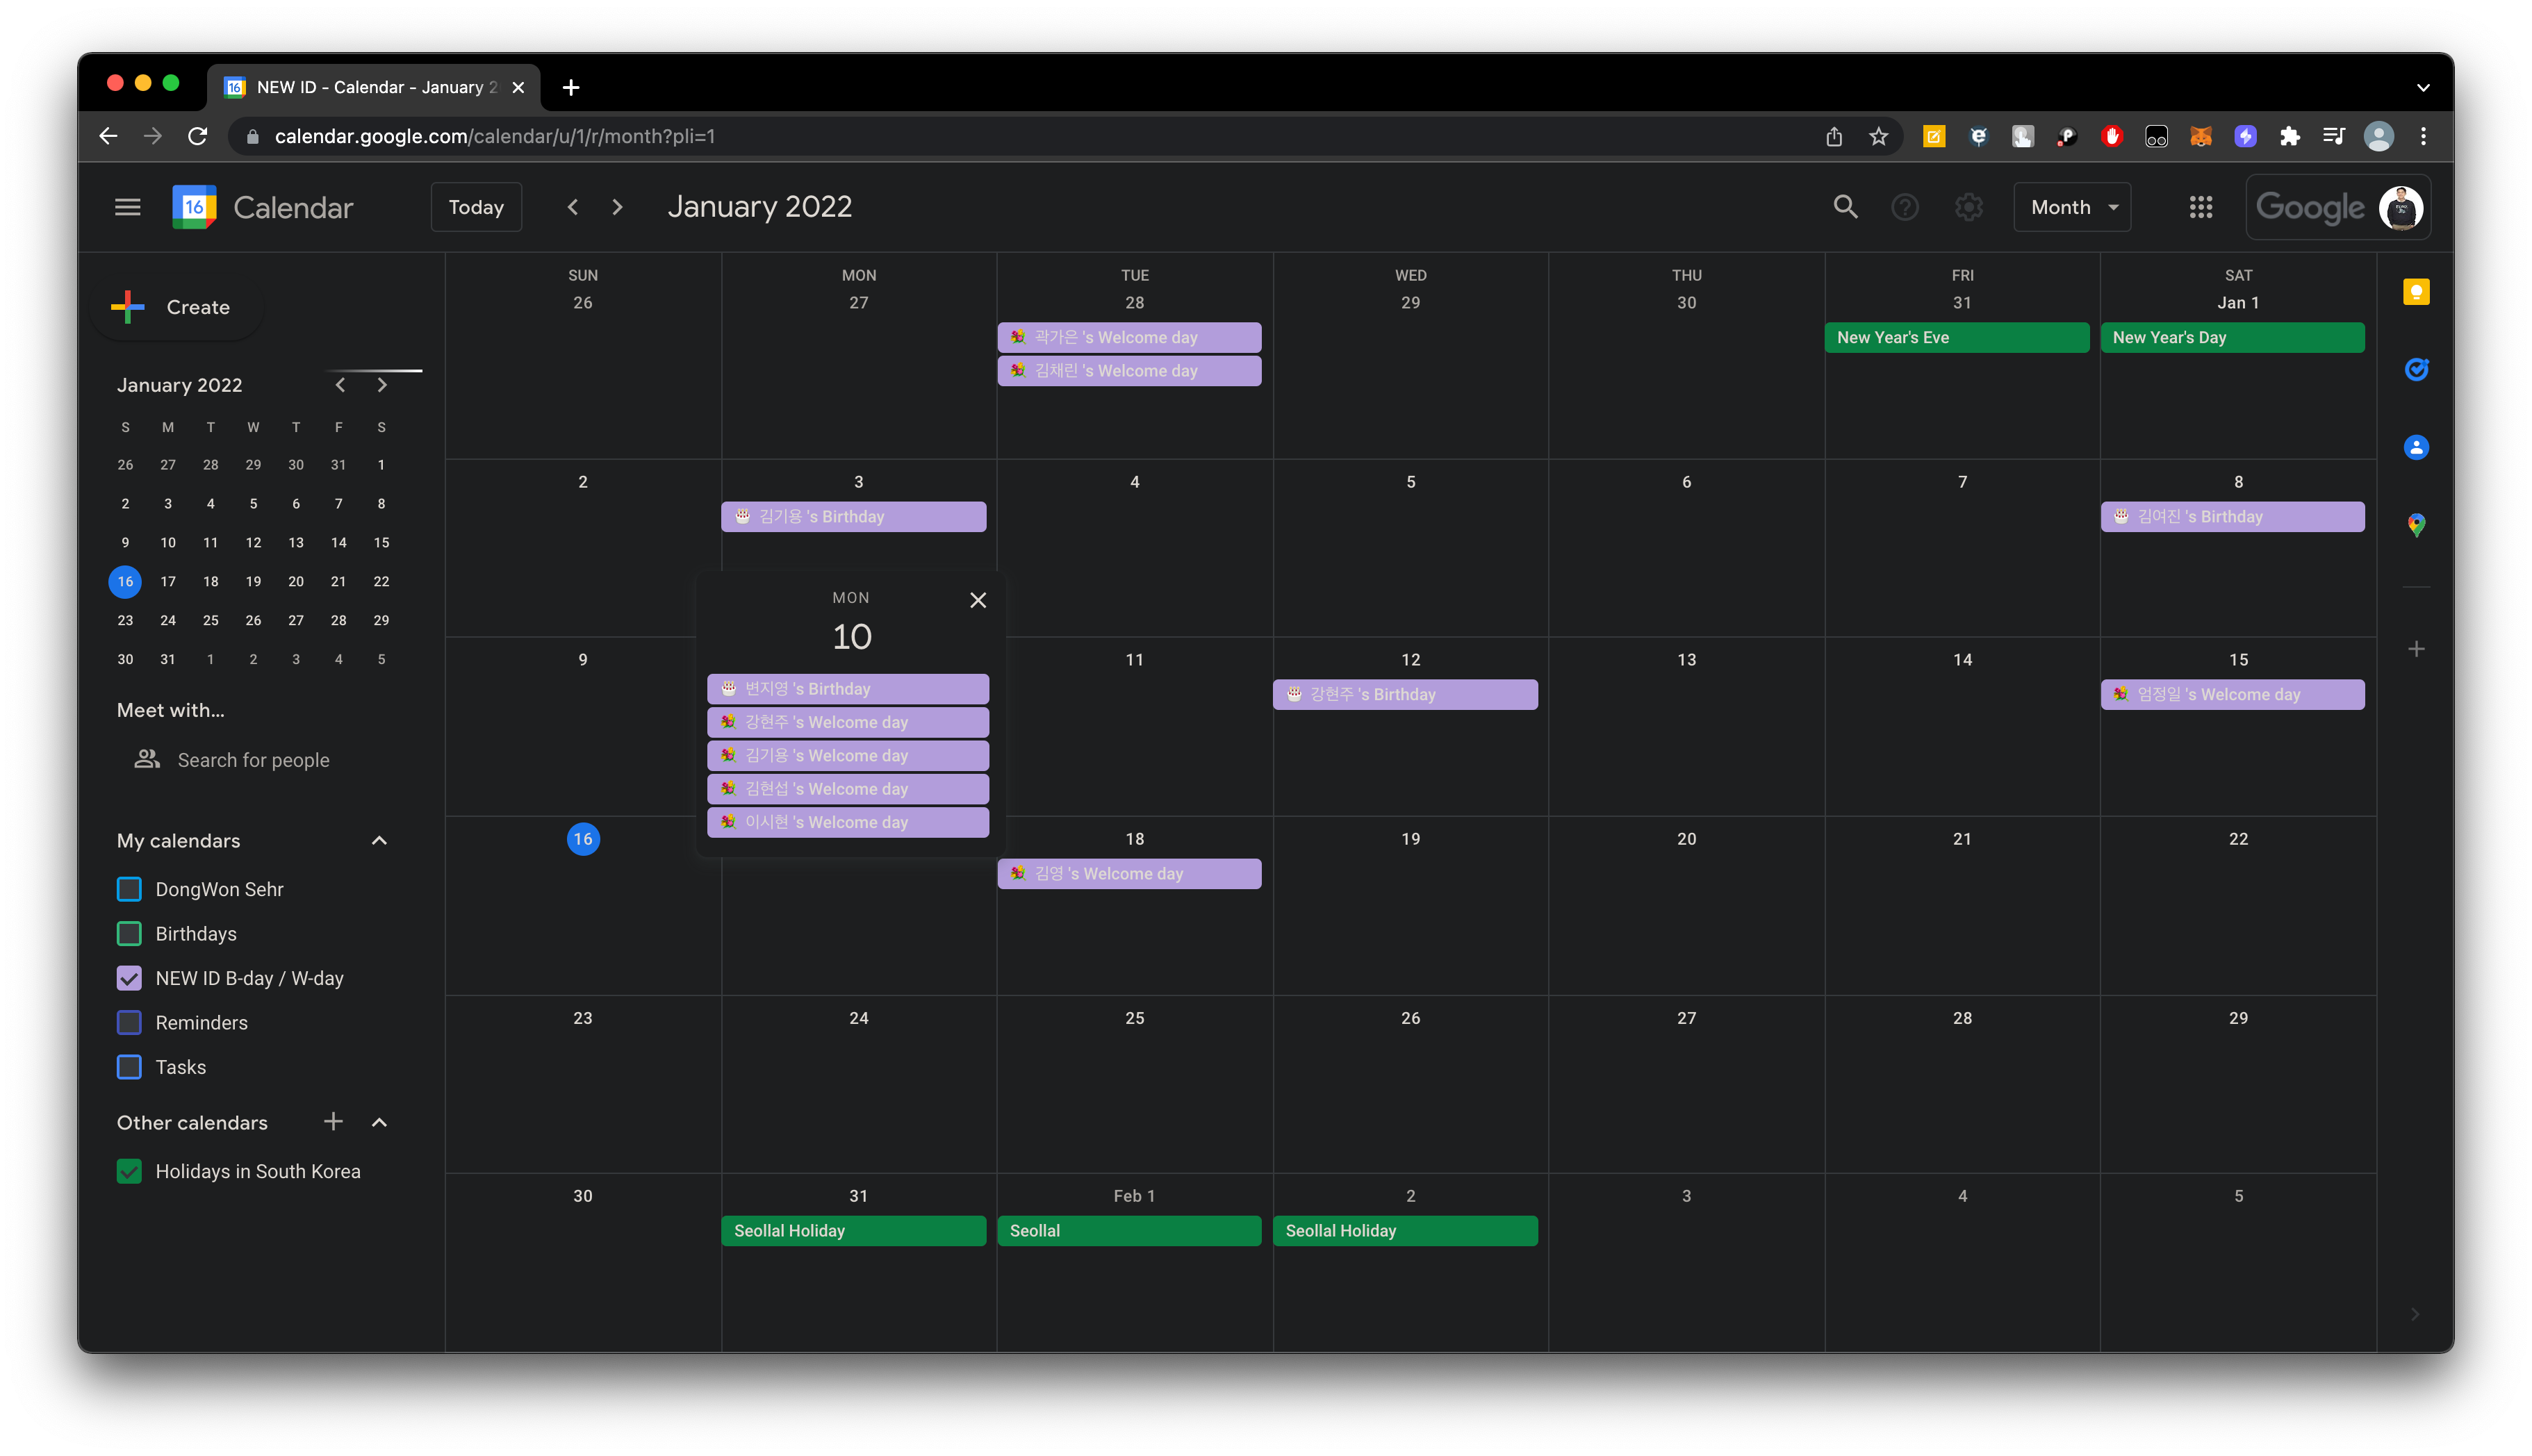 NEW ID - Calendar - January 2
calendar.google.com/calendar/u/1/r/month?pli=1
16 Calendar
Today
January 2022
Month
Google
Create
January 2022
S M T W T F S
26 27 28 29 30 31 1
2 3 4 5 6 7 8
9 10 11 12 13 14 15
16 17 18 19 20 21 22
23 24 25 26 27 28 29
30 31 1 2 3 4 5
Meet with...
Search for people
My calendars
DongWon Sehr
Birthdays
NEW ID B-day / W-day
Reminders
Tasks
Other calendars
Holidays in South Korea
SUN MON TUE WED THU FRI SAT
26 27 28 29 30 31 Jan 1
곽가은 's Welcome day
김채린 's Welcome day
New Year's Eve
New Year's Day
2 3 4 5 6 7 8
김기용 's Birthday
김여진 's Birthday
MON
10
변지영 's Birthday
강현주 's Welcome day
김기용 's Welcome day
김현섭 's Welcome day
이시현 's Welcome day
9 11 12 13 14 15
강현주 's Birthday
엄정일 's Welcome day
16 18 19 20 21 22
김영 's Welcome day
23 24 25 26 27 28 29
30 31 Feb 1 2 3 4 5
Seollal Holiday
Seollal
Seollal Holiday